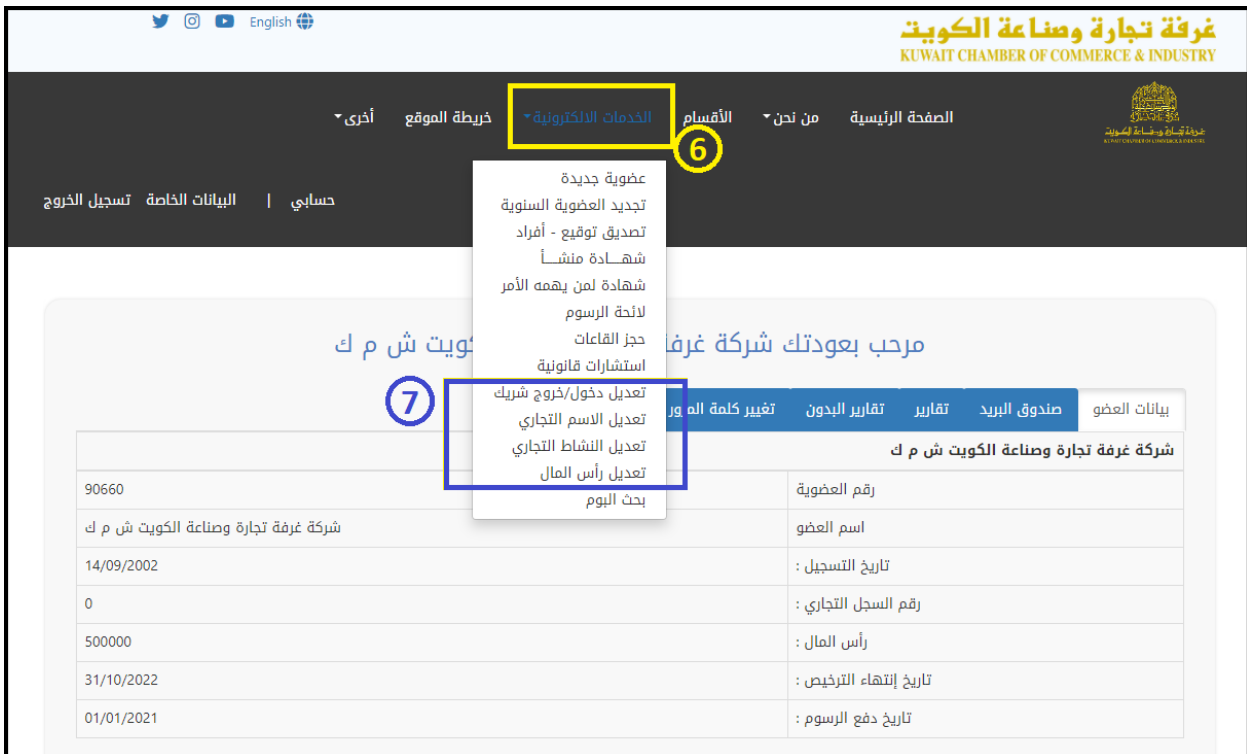 English
غرفة تجارة وصناعة الكويت
KUWAIT CHAMBER OF COMMERCE & INDUSTRY
الصفحة الرئيسية
من نحن
الأقسام
الخدمات الالكترونية
خريطة الموقع
أخرى
6
حسابي | البيانات الخاصة تسجيل الخروج
عضوية جديدة
تجديد العضوية السنوية
تصديق توقيع - أفراد
شهـــادة منشـــأ
شهادة لمن يهمه الأمر
لائحة الرسوم
حجز القاعات
استشارات قانونية
تعديل دخول/خروج شريك
تعديل الاسم التجاري
تعديل النشاط التجاري
تعديل رأس المال
بحث البوم
7
مرحب بعودتك شركة غرفة
كويت ش م ك
بيانات العضو
صندوق البريد
تقارير
تقارير البدون
تغيير كلمة المرور
شركة غرفة تجارة وصناعة الكويت ش م ك
رقم العضوية 90660
اسم العضو شركة غرفة تجارة وصناعة الكويت ش م ك
تاريخ التسجيل : 14/09/2002
رقم السجل التجاري : 0
رأس المال : 500000
تاريخ إنتهاء الترخيص : 31/10/2022
تاريخ دفع الرسوم : 01/01/2021